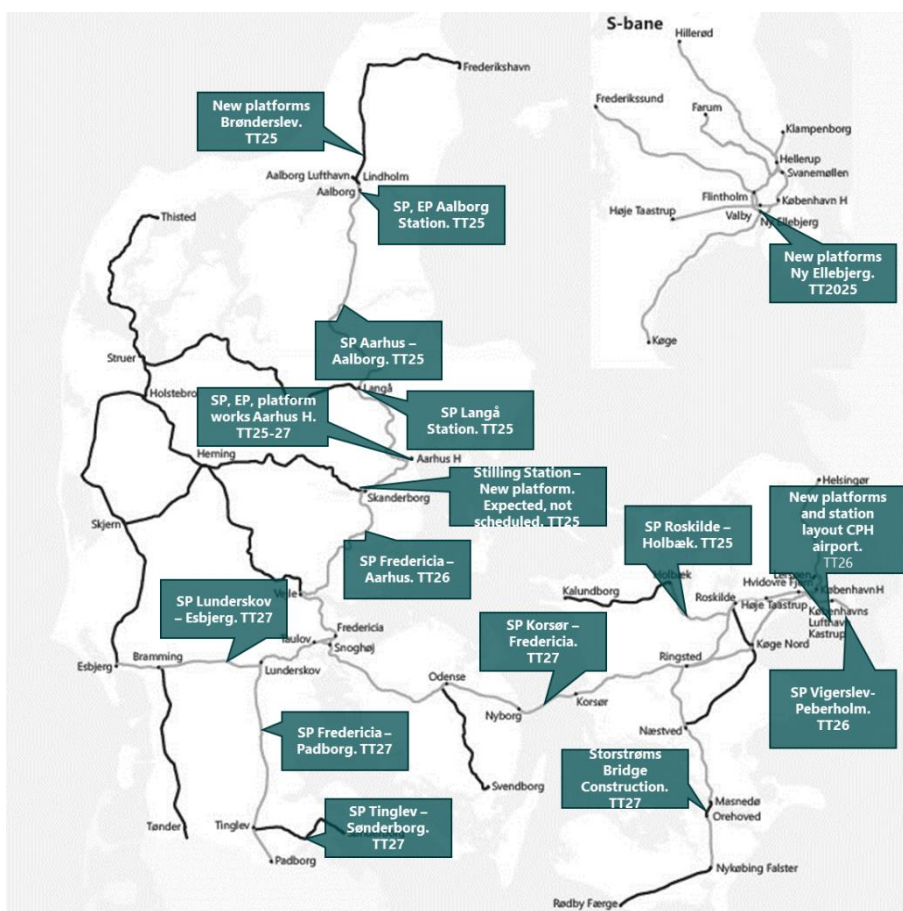 S-bane
Hillerød
Frederikshavn
New platforms
Brønderslev.
TT25
Frederikssund
Farum
Klampenborg
Hellerup
Svanemøllen
Aalborg Lufthavn
Lindholm
Aalborg
Flintholm
København H
Høje Taastrup
Valby
Ny Ellebjerg
SP, EP Aalborg
Station. TT25
Thisted
New platforms
Ny Ellebjerg.
TT2025
Køge
SP Aarhus –
Aalborg. TT25
Struer
Holstebro
Langå
SP, EP, platform
works Aarhus H.
TT25-27
SP Langå
Station. TT25
Herning
Aarhus H
Stilling Station –
New platform.
Expected, not
scheduled. TT25
Skanderborg
Helsingør
New platforms
and station
layout CPH
airport.
TT26
Skjern
SP Roskilde –
Holbæk. TT25
SP Fredericia –
Aarhus. TT26
Holbæk
Kalundborg
Hvidovre Fjern
København H
Roskilde
Høje Taastrup
Københavns
Lufthavn
Kastrup
Vejle
SP Lunderskov
– Esbjerg. TT27
SP Korsør –
Fredericia.
TT27
Taulov
Fredericia
Snoghøj
Køge Nord
Esbjerg
Bramming
Lunderskov
Ringsted
Odense
Nyborg
Korsør
SP Vigerslev-
Peberholm.
TT26
SP Fredericia –
Padborg. TT27
Næstved
Storstrøms
Bridge
Construction.
TT27
Svendborg
Masnedø
Orehoved
Tønder
Tinglev
SP Tinglev –
Sønderborg.
TT27
Padborg
Nykøbing Falster
Rødby Færge